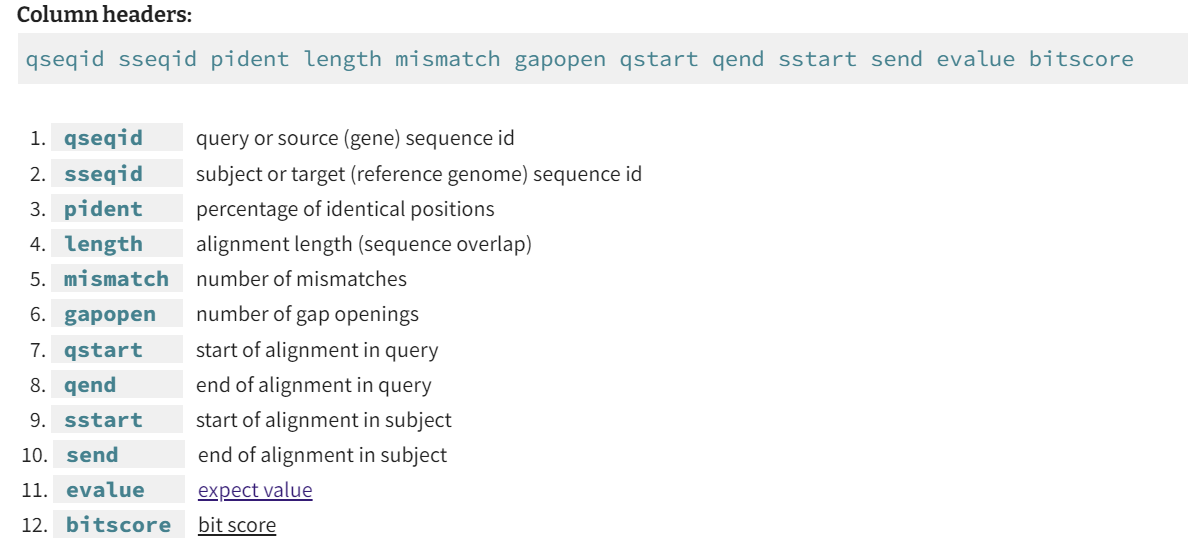 Column headers:
qseqid sseqid pident length mismatch gapopen qstart qend sstart send evalue bitscore
1. qseqid query or source (gene) sequence id
2. sseqid subject or target (reference genome) sequence id
3. pident percentage of identical positions
4. length alignment length (sequence overlap)
5. mismatch number of mismatches
6. gapopen number of gap openings
7. qstart start of alignment in query
8. qend end of alignment in query
9. sstart start of alignment in subject
10. send end of alignment in subject
11. evalue expect value
12. bitscore bit score